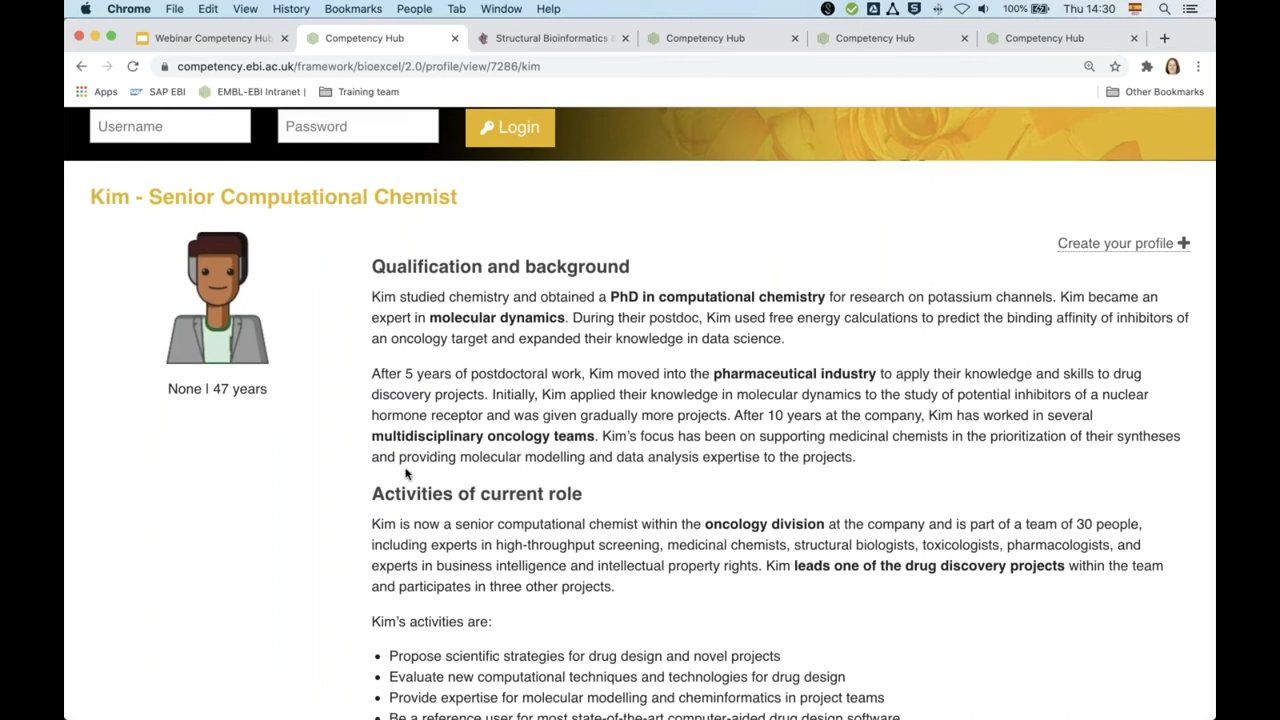 Chrome File Edit View History Bookmarks People Tab Window Help 100% Thu 14:30
Webinar Competency Hub Competency Hub Structural Bioinformatics Competency Hub Competency Hub Competency Hub
competency.ebi.ac.uk/framework/bioexcel/2.0/profile/view/7286/kim
Apps SAP EBI EMBL-EBI Intranet | Training team Other Bookmarks
Username Password Login
Kim - Senior Computational Chemist
Create your profile
Qualification and background
Kim studied chemistry and obtained a PhD in computational chemistry for research on potassium channels. Kim became an
expert in molecular dynamics. During their postdoc, Kim used free energy calculations to predict the binding affinity of inhibitors of
an oncology target and expanded their knowledge in data science.
After 5 years of postdoctoral work, Kim moved into the pharmaceutical industry to apply their knowledge and skills to drug
None | 47 years
discovery projects. Initially, Kim applied their knowledge in molecular dynamics to the study of potential inhibitors of a nuclear
hormone receptor and was given gradually more projects. After 10 years at the company, Kim has worked in several
multidisciplinary oncology teams. Kim's focus has been on supporting medicinal chemists in the prioritization of their syntheses
and providing molecular modelling and data analysis expertise to the projects.
Activities of current role
Kim is now a senior computational chemist within the oncology division at the company and is part of a team of 30 people,
including experts in high-throughput screening, medicinal chemists, structural biologists, toxicologists, pharmacologists, and
experts in business intelligence and intellectual property rights. Kim leads one of the drug discovery projects within the team
and participates in three other projects.
Kim's activities are:
• Propose scientific strategies for drug design and novel projects
• Evaluate new computational techniques and technologies for drug design
• Provide expertise for molecular modelling and cheminformatics in project teams
• Be a reference user for most state-of-the-art computer-aided drug design software